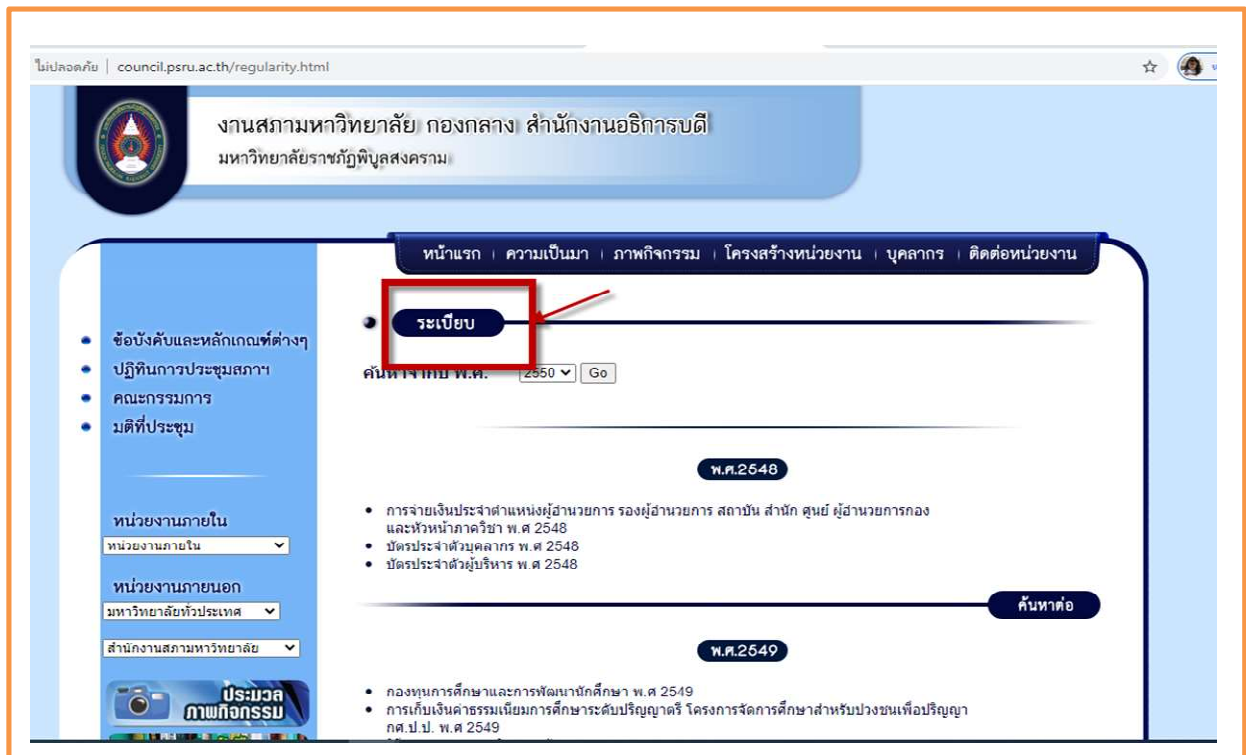 ไม่ปลอดภัย | council.psru.ac.th/regularity.html
งานสภามหาวิทยาลัย กองกลาง สำนักงานอธิการบดี
มหาวิทยาลัยราชภัฏพิบูลสงคราม
หน้าแรก | ความเป็นมา | ภาพกิจกรรม | โครงสร้างหน่วยงาน | บุคลากร | ติดต่อหน่วยงาน
ข้อบังคับและหลักเกณฑ์ต่างๆ
ปฏิทินการประชุมสภาฯ
คณะกรรมการ
มติที่ประชุม
หน่วยงานภายใน
หน่วยงานภายใน
หน่วยงานภายนอก
มหาวิทยาลัยทั่วประเทศ
สำนักงานสภามหาวิทยาลัย
ประมวล
ภาพกิจกรรม
ระเบียบ
ค้นหาจากปี พ.ศ. 2550 Go
พ.ศ.2548
• การจ่ายเงินประจำตำแหน่งผู้อำนวยการ รองผู้อำนวยการ สถาบัน สำนัก ศูนย์ ผู้อำนวยการกอง
และหัวหน้าภาควิชา พ.ศ 2548
• บัตรประจำตัวบุคลากร พ.ศ 2548
• บัตรประจำตัวผู้บริหาร พ.ศ 2548
ค้นหาต่อ
พ.ศ.2549
• กองทุนการศึกษาและการพัฒนานักศึกษา พ.ศ 2549
• การเก็บเงินค่าธรรมเนียมการศึกษาระดับปริญญาตรี โครงการจัดการศึกษาสำหรับปวงชนเพื่อปริญญา
กศ.ป.ป. พ.ศ 2549